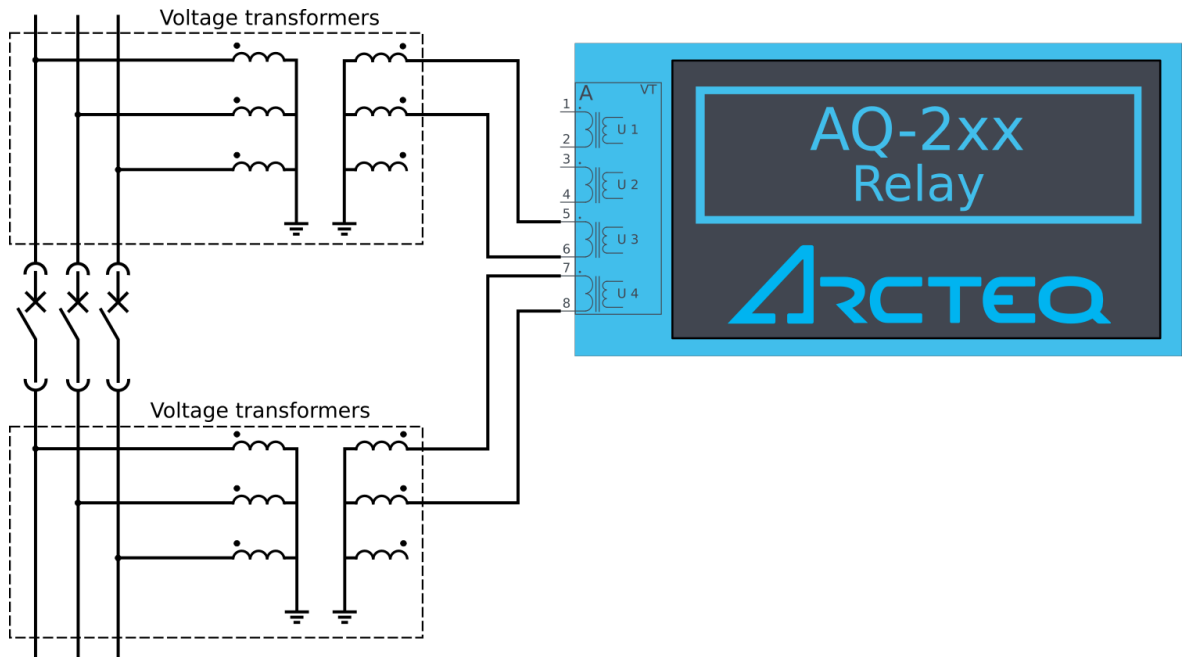 Voltage transformers
A VT
1
U 1
2
3
U 2
4
5
U 3
6
7
U 4
8
AQ-2xx
Relay
ARCTEQ
Voltage transformers